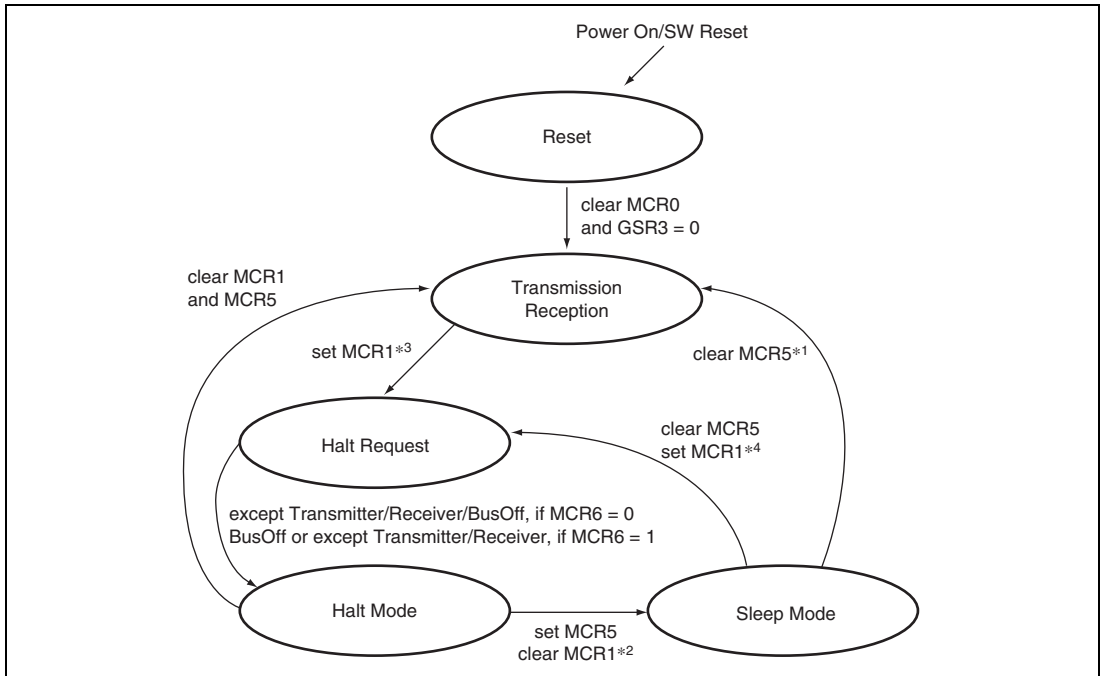 Power On/SW Reset
Reset
clear MCR0
and GSR3 = 0
clear MCR1
and MCR5
Transmission
Reception
set MCR1*3
clear MCR5*1
Halt Request
clear MCR5
set MCR1*4
except Transmitter/Receiver/BusOff, if MCR6 = 0
BusOff or except Transmitter/Receiver, if MCR6 = 1
Halt Mode
Sleep Mode
set MCR5
clear MCR1*2